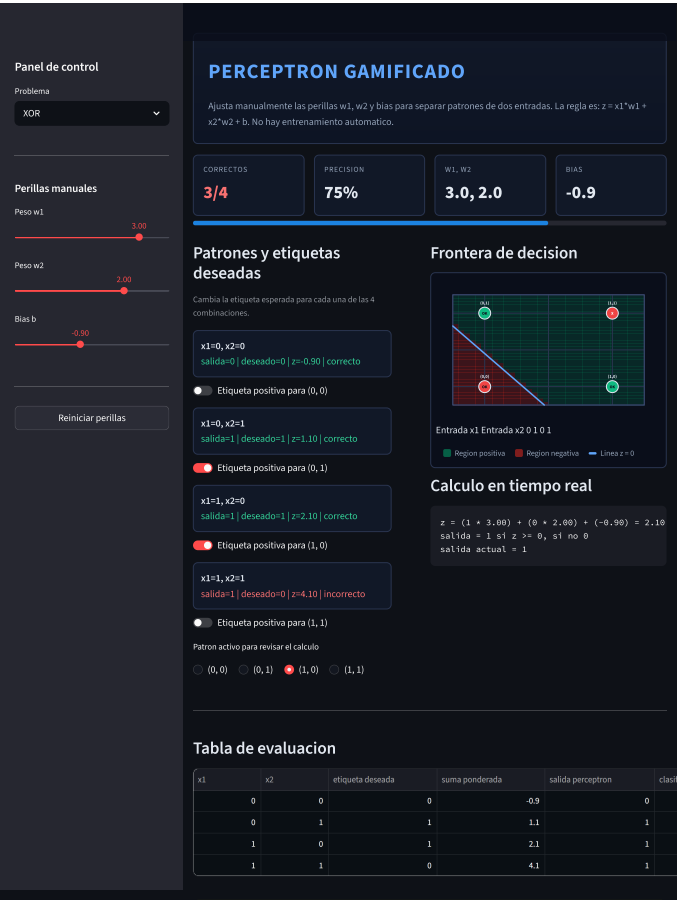 Panel de control
Problema
XOR
Perillas manuales
Peso w1
3.00
Peso w2
2.00
Bias b
-0.90
Reiniciar perillas
PERCEPTRON GAMIFICADO
Ajusta manualmente las perillas w1, w2 y bias para separar patrones de dos entradas. La regla es: z = x1*w1 +
x2*w2 + b. No hay entrenamiento automatico.
CORRECTOS
3/4
PRECISION
75%
W1, W2
3.0, 2.0
BIAS
-0.9
Patrones y etiquetas
deseadas
Cambia la etiqueta esperada para cada una de las 4
combinaciones.
x1=0, x2=0
salida=0 | deseado=0 | z=-0.90 | correcto
Etiqueta positiva para (0, 0)
x1=0, x2=1
salida=1 | deseado=1 | z=1.10 | correcto
Etiqueta positiva para (0, 1)
x1=1, x2=0
salida=1 | deseado=1 | z=2.10 | correcto
Etiqueta positiva para (1, 0)
x1=1, x2=1
salida=1 | deseado=0 | z=4.10 | incorrecto
Etiqueta positiva para (1, 1)
Patron activo para revisar el calculo
(0, 0) (0, 1) (1, 0) (1, 1)
Frontera de decision
(0,1) (1,1)
(0,0) (1,0)
Entrada x1 Entrada x2 0 1 0 1
Region positiva Region negativa Linea z = 0
Calculo en tiempo real
z = (1 * 3.00) + (0 * 2.00) + (-0.90) = 2.10
salida = 1 si z >= 0, si no 0
salida actual = 1
Tabla de evaluacion
x1 x2 etiqueta deseada suma ponderada salida perceptron clasif
0 0 0 -0.9 0
0 1 1 1.1 1
1 0 1 2.1 1
1 1 0 4.1 1